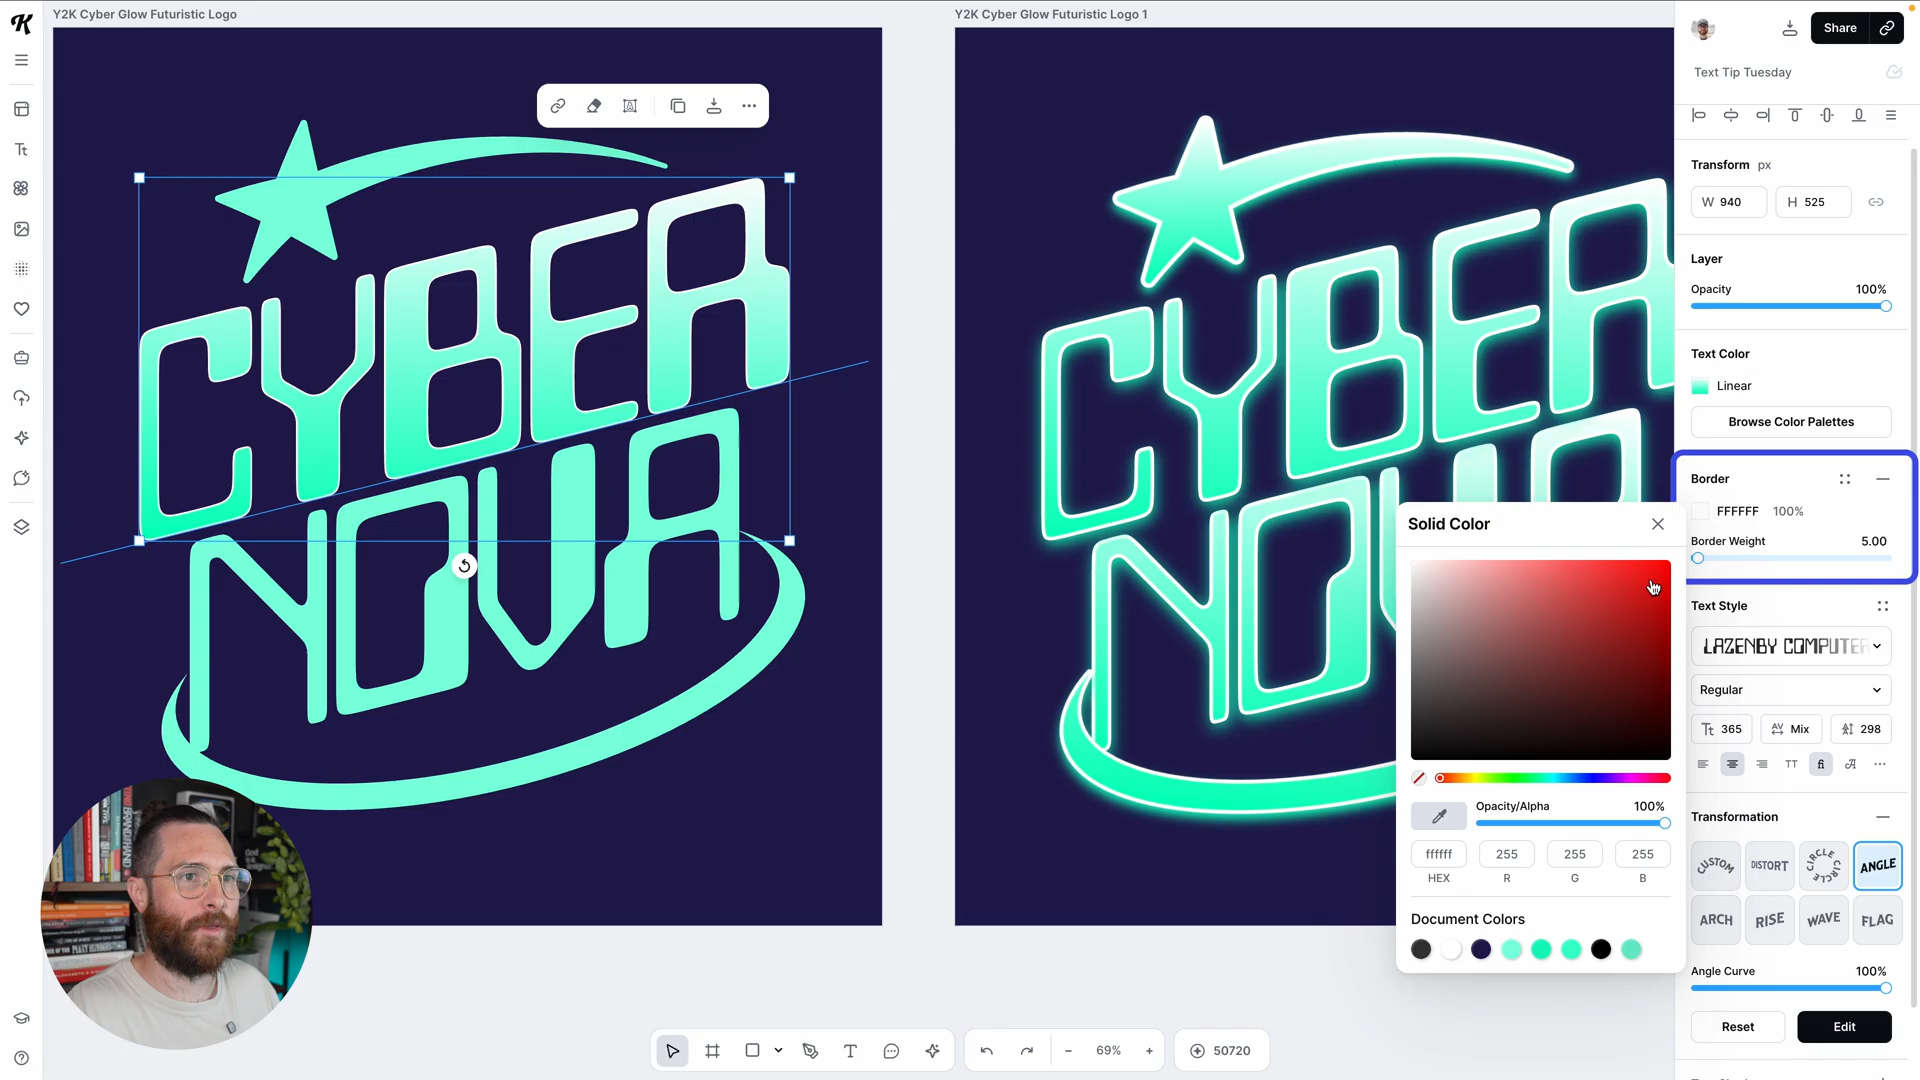 Y2K Cyber Glow Futuristic Logo
Y2K Cyber Glow Futuristic Logo 1
Share
Text Tip Tuesday
CYBER
NOVA
CYBER
Transform px
W 940
H 525
Layer
Opacity 100%
Text Color
Linear
Browse Color Palettes
Border
FFFFFF 100%
Border Weight 5.00
Solid Color
Opacity/Alpha 100%
ffffff 255 255 255
HEX R G B
Document Colors
Text Style
LAZENBY COMPUTER
Regular
Tt 365
AV Mix
298
Transformation
CUSTOM
DISTORT
CIRCLE CIRCLE
ANGLE
ARCH
RISE
WAVE
FLAG
Angle Curve 100%
Reset
Edit
69%
50720